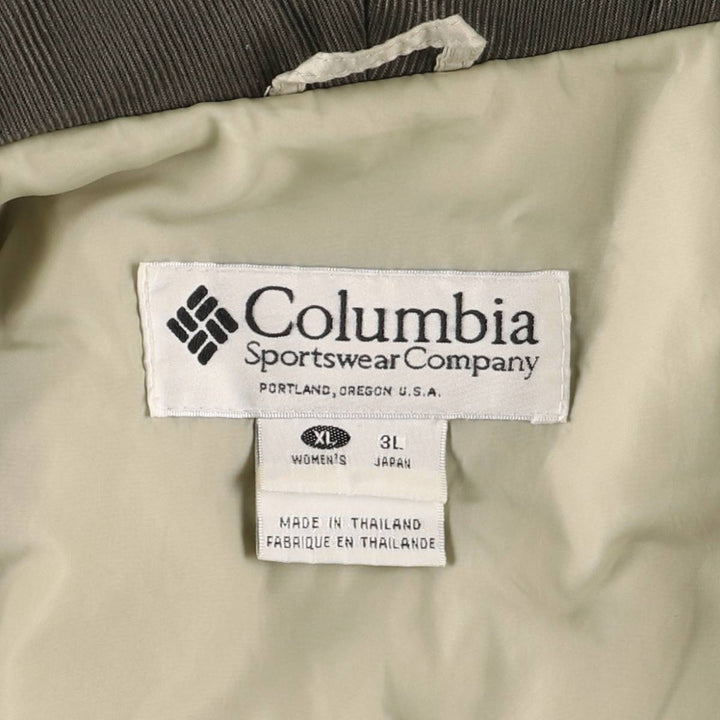 Columbia
Sportswear Company
PORTLAND, OREGON U.S.A.
XL 3L
WOMEN'S JAPAN
MADE IN THAILAND
FABRIQUE EN THAILANDE